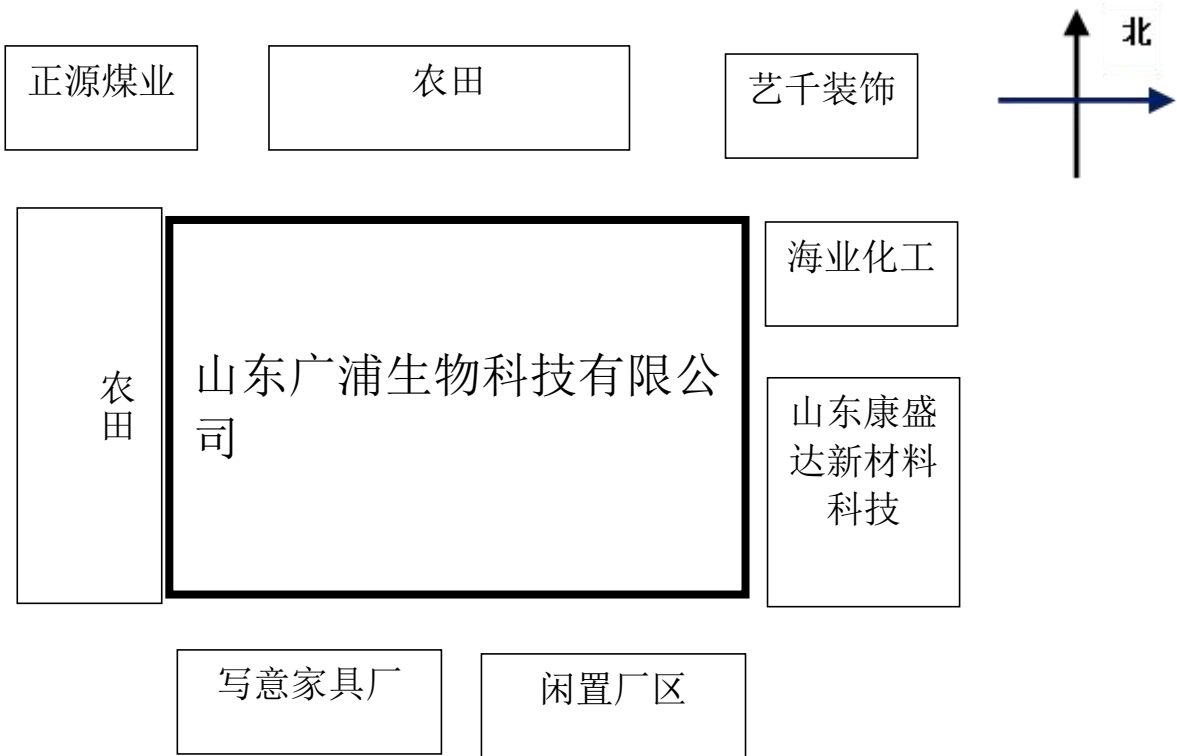 北
正源煤业
农田
艺千装饰
海业化工
农
田
山东广浦生物科技有限公
司
山东康盛
达新材料
科技
写意家具厂
闲置厂区